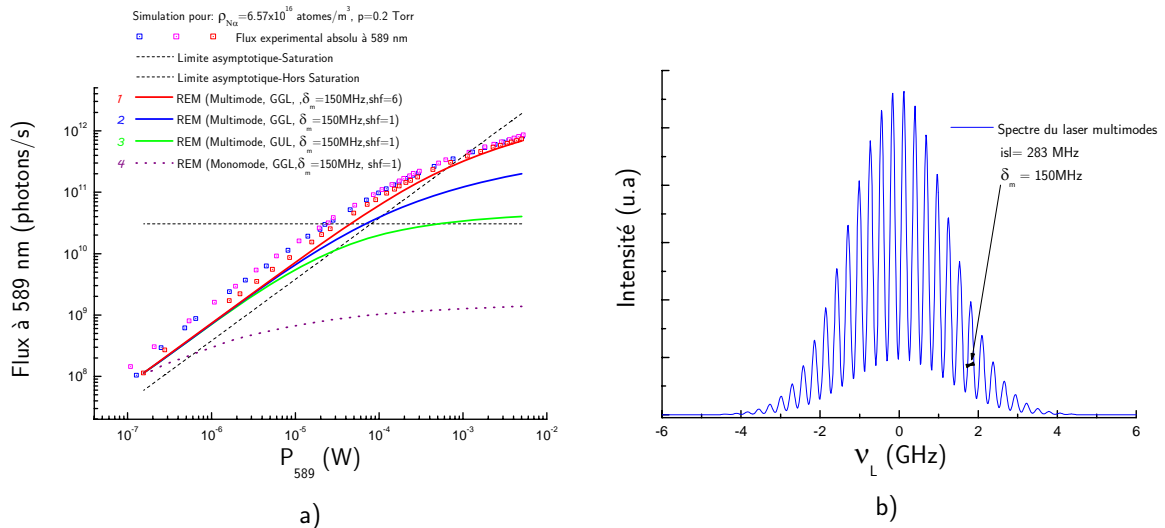 Simulation pour: ρNα=6.57x10^16 atomes/m^3, p=0.2 Torr
Flux experimental absolu à 589 nm
Limite asymptotique-Saturation
Limite asymptotique-Hors Saturation
1 REM (Multimode, GGL, ,δm=150MHz,shf=6)
2 REM (Multimode, GGL, δm=150MHz,shf=1)
3 REM (Multimode, GUL, δm=150MHz,shf=1)
4 REM (Monomode, GGL,δm=150MHz, shf=1)
Flux à 589 nm (photons/s)
10^12
10^11
10^10
10^9
10^8
10^-7 10^-6 10^-5 10^-4 10^-3 10^-2
P589 (W)
a)
Intensité (u.a)
Spectre du laser multimodes
isl= 283 MHz
δm = 150MHz
-6 -4 -2 0 2 4 6
νL (GHz)
b)